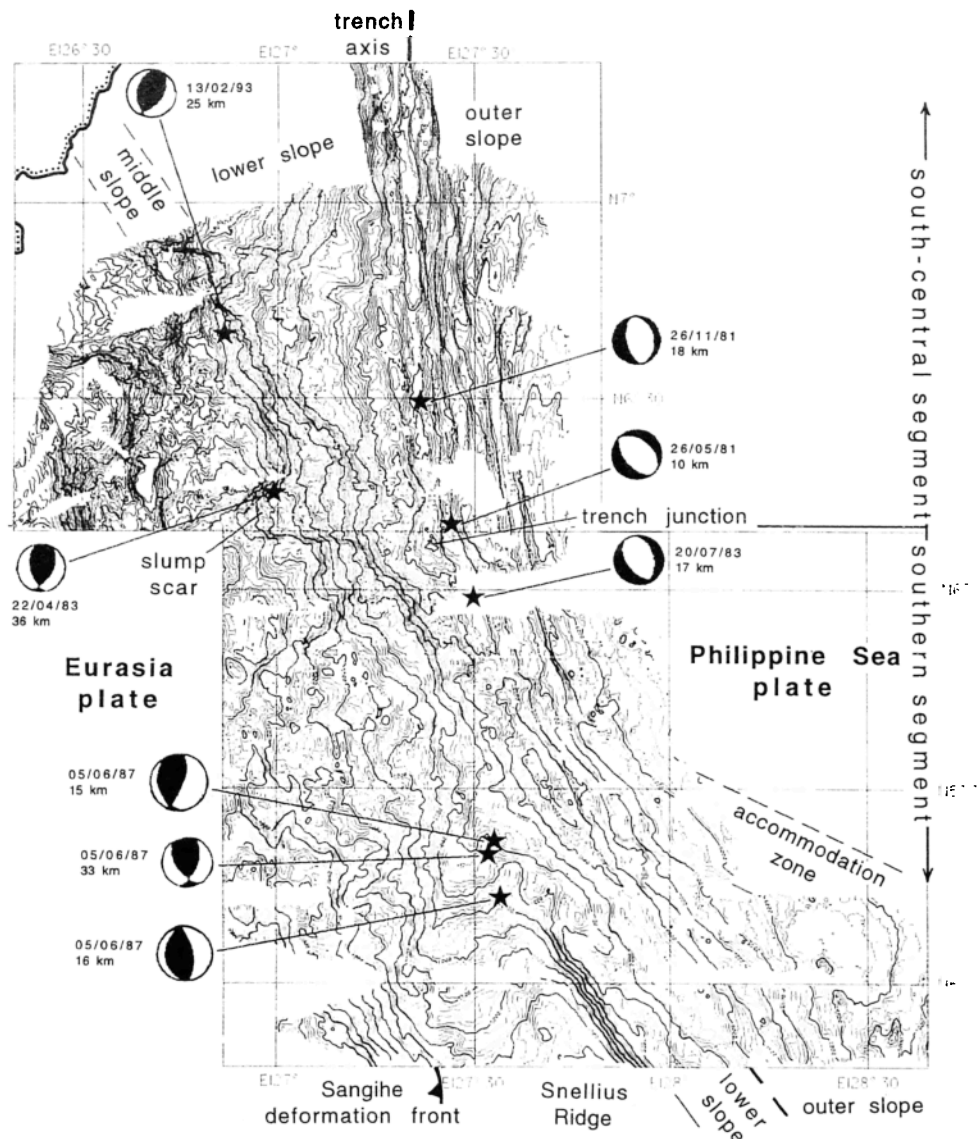 trench
axis
E126°30
E127°
E127°30
13/02/93
25 km
outer
slope
lower slope
middle
slope
N7°
south-central segment
26/11/81
18 km
N6°30
26/05/81
10 km
trench junction
slump
scar
20/07/83
17 km
22/04/83
36 km
Eurasia
plate
Philippine Sea
plate
southern segment
05/06/87
15 km
accommodation
zone
05/06/87
33 km
05/06/87
16 km
E127°
E127°30
E128
E128°30
Sangihe
deformation front
Snellius
Ridge
lower
slope
outer slope